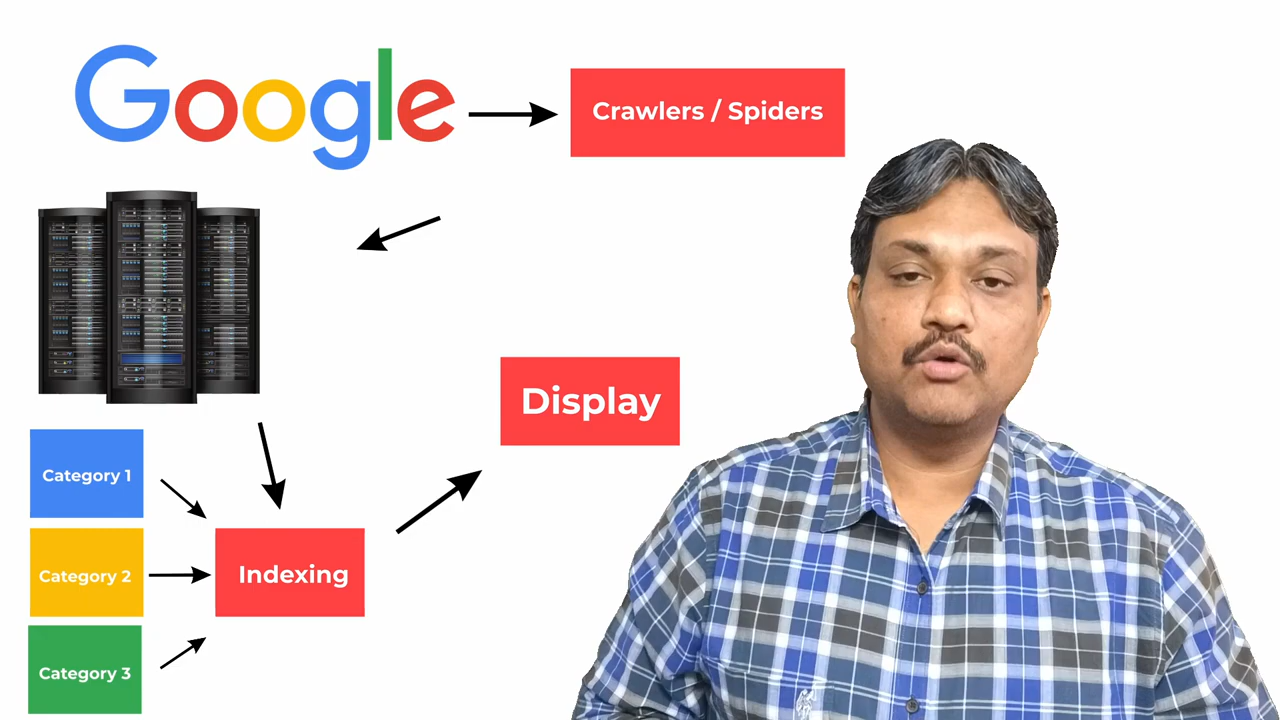 Google
Crawlers / Spiders
Display
Category 1
Category 2
Indexing
Category 3